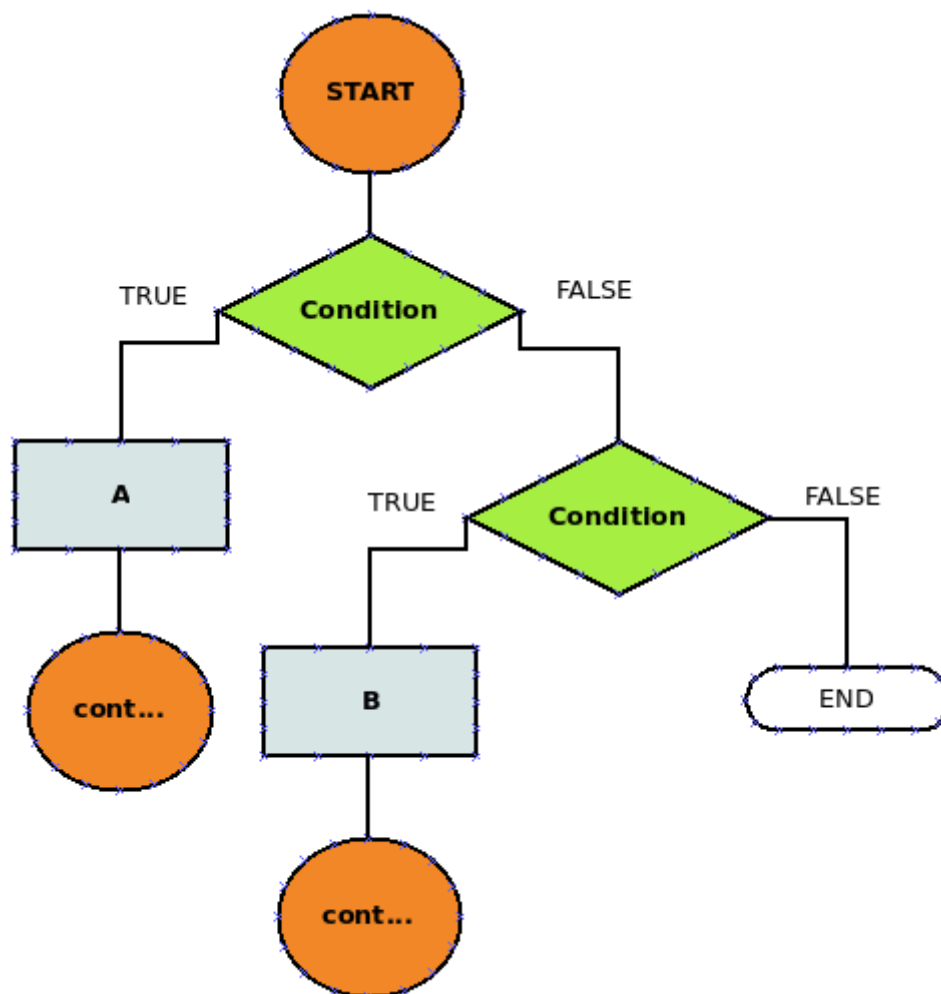 START
Condition
TRUE
FALSE
A
Condition
TRUE
FALSE
cont...
B
END
cont...